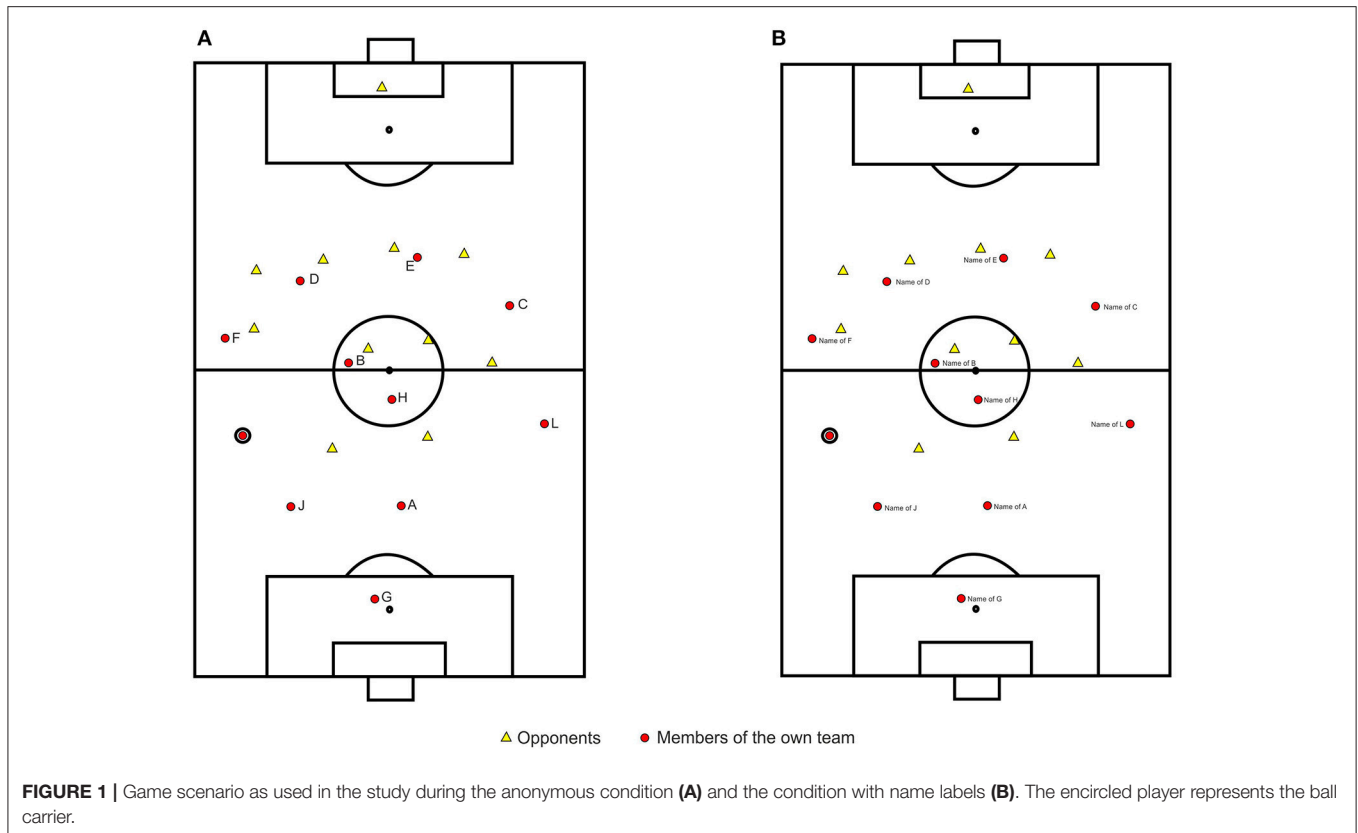 A
E
D
C
F
B
H
L
J
A
G
B
Name of E
Name of D
Name of C
Name of F
Name of B
Name of H
Name of L
Name of J
Name of A
Name of G
Opponents
Members of the own team
FIGURE 1 | Game scenario as used in the study during the anonymous condition (A) and the condition with name labels (B). The encircled player represents the ball
carrier.